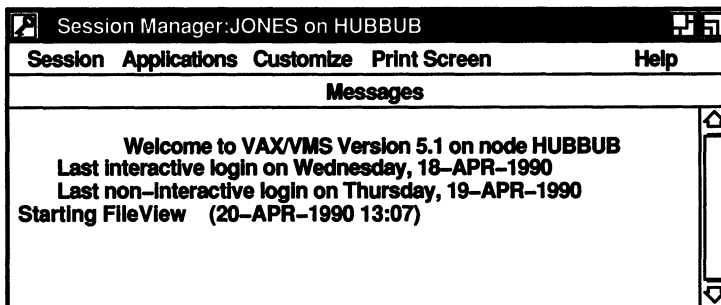 Session Manager:JONES on HUBBUB
Session Applications Customize Print Screen Help
Messages
Welcome to VAX/VMS Version 5.1 on node HUBBUB
Last interactive login on Wednesday, 18–APR–1990
Last non–interactive login on Thursday, 19–APR–1990
Starting FileView (20–APR–1990 13:07)